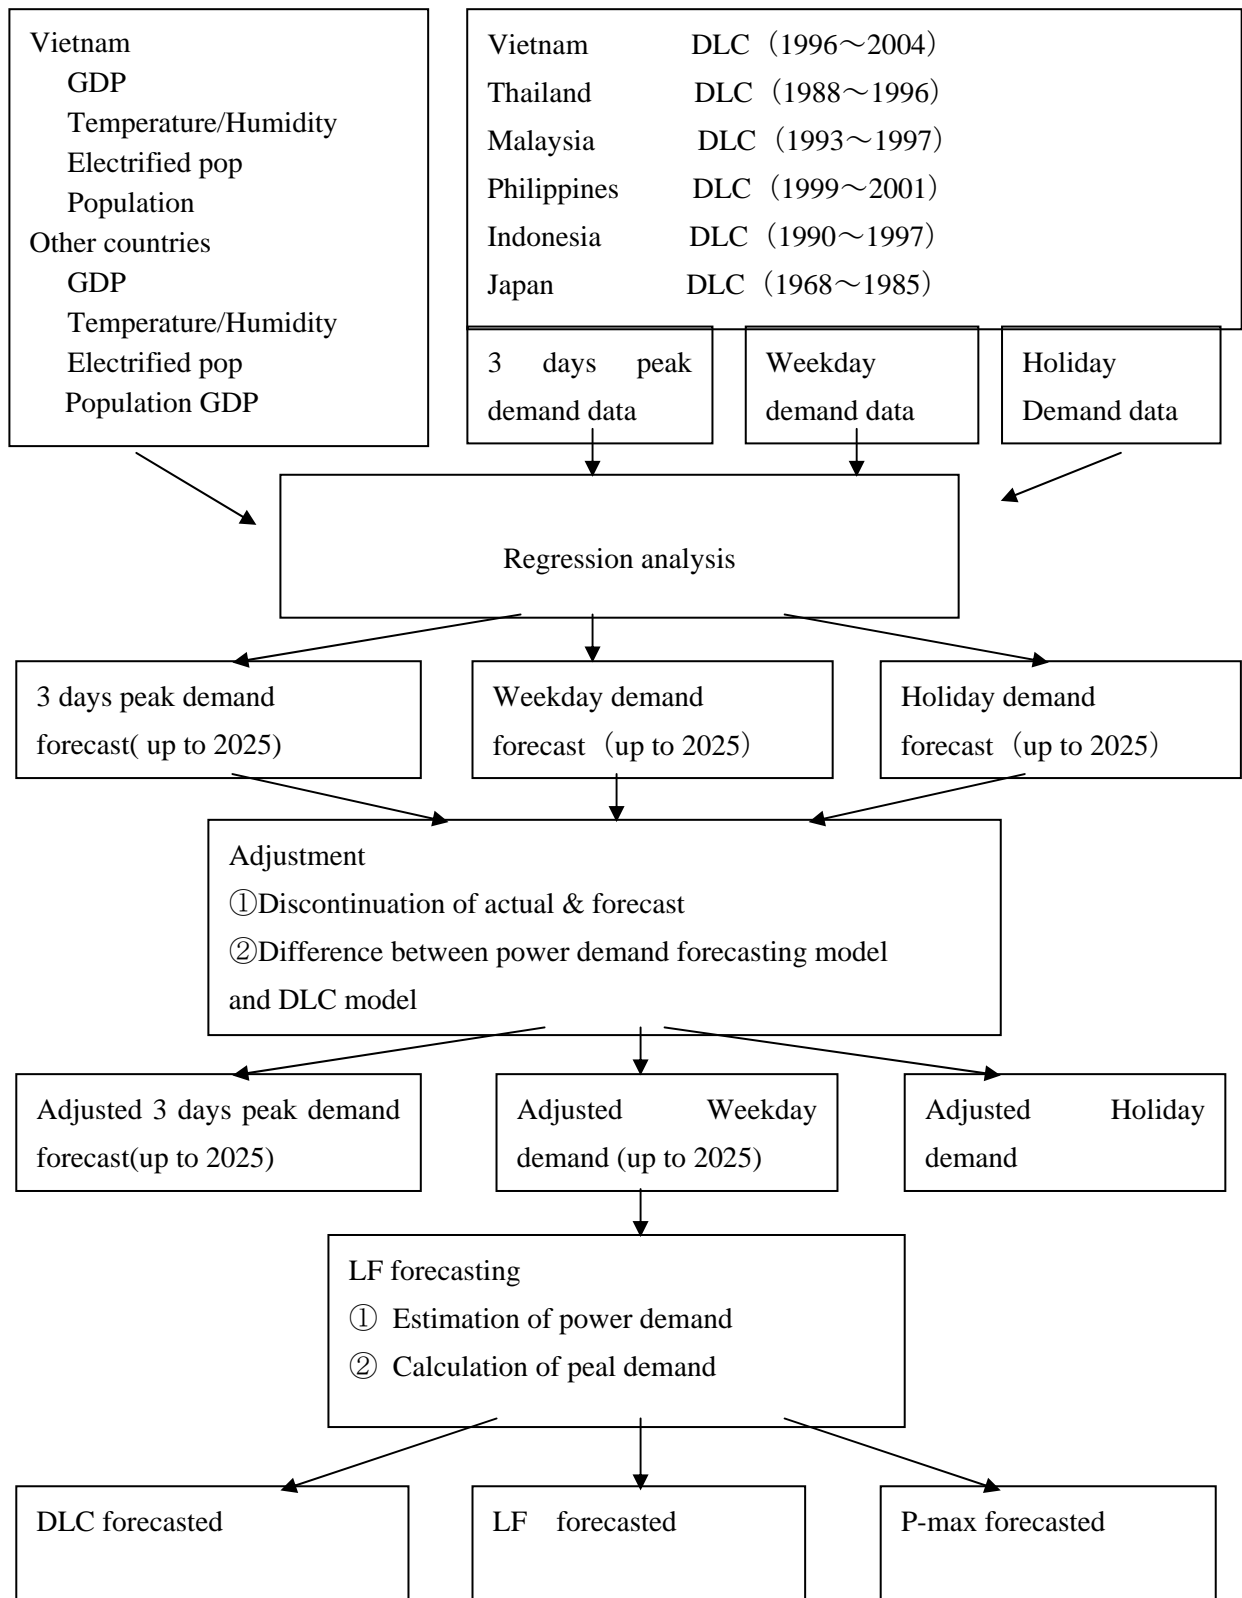 Vietnam
GDP
Temperature/Humidity
Electrified pop
Population
Other countries
GDP
Temperature/Humidity
Electrified pop
Population GDP
Vietnam DLC（1996～2004）
Thailand DLC（1988～1996）
Malaysia DLC（1993～1997）
Philippines DLC（1999～2001）
Indonesia DLC（1990～1997）
Japan DLC（1968～1985）
3 days peak
demand data
Weekday
demand data
Holiday
Demand data
Regression analysis
3 days peak demand
forecast( up to 2025)
Weekday demand
forecast（up to 2025）
Holiday demand
forecast（up to 2025）
Adjustment
①Discontinuation of actual & forecast
②Difference between power demand forecasting model
and DLC model
Adjusted 3 days peak demand
forecast(up to 2025)
Adjusted Weekday
demand (up to 2025)
Adjusted Holiday
demand
LF forecasting
① Estimation of power demand
② Calculation of peal demand
DLC forecasted
LF forecasted
P-max forecasted